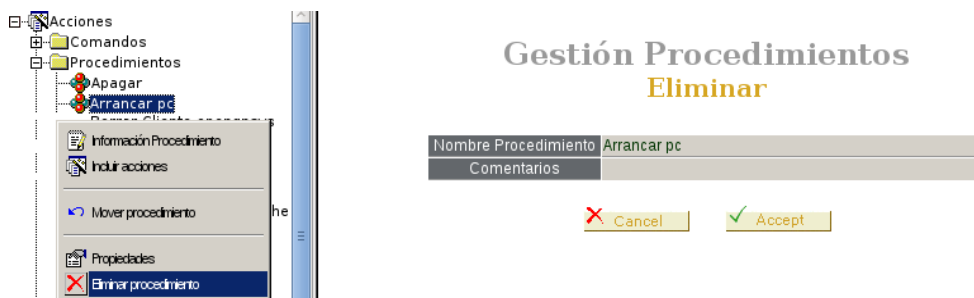 Acciones
Comandos
Procedimientos
Apagar
Arrancar pc
Información Procedimiento
Incluir acciones
Mover procedimiento
he
Propiedades
Eliminar procedimiento
Gestión Procedimientos
Eliminar
Nombre Procedimiento Arrancar pc
Comentarios
Cancel Accept